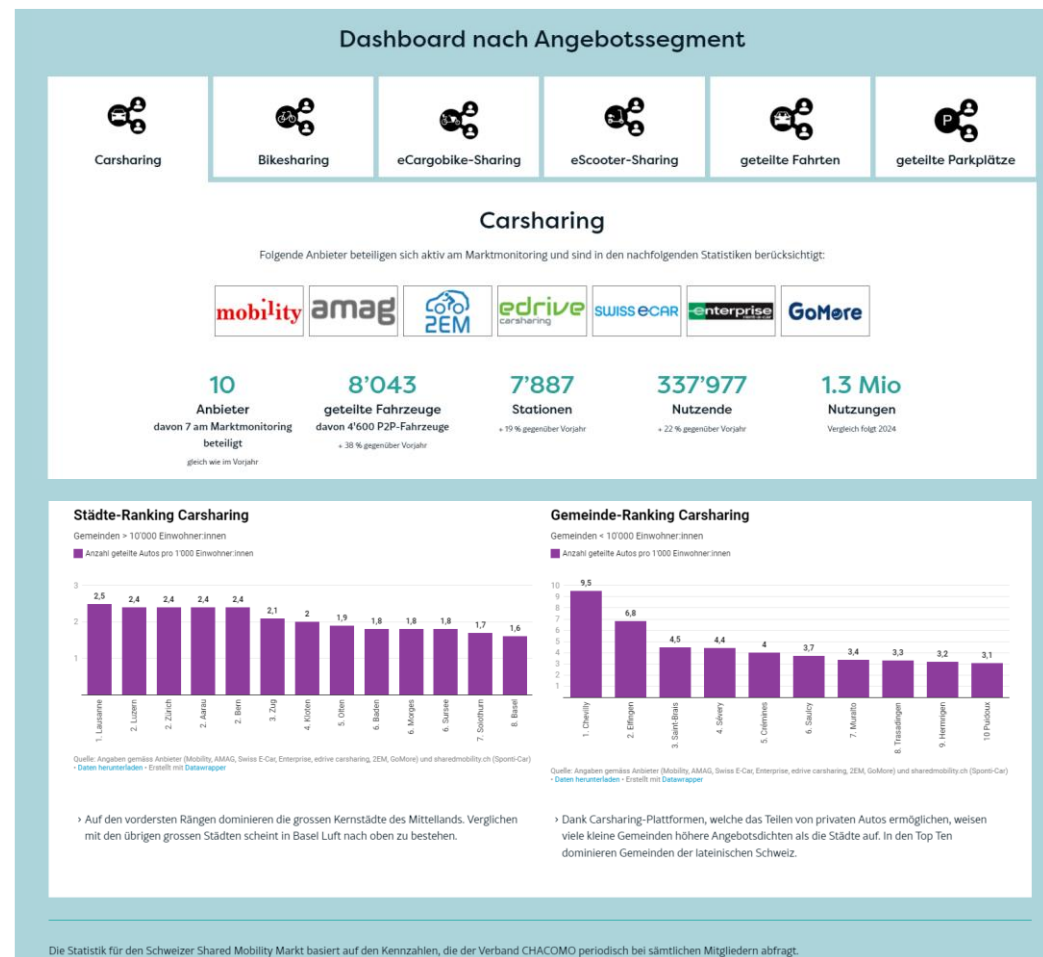 Dashboard nach Angebotssegment
Carsharing
Bikesharing
eCargobike-Sharing
eScooter-Sharing
geteilte Fahrten
P
geteilte Parkplätze
Carsharing
Folgende Anbieter beteiligen sich aktiv am Marktmonitoring und sind in den nachfolgenden Statistiken berücksichtigt:
mobility
amag
2EM
edrive
carsharing
SWISS eCAR
enterprise
rent-a-car
GoMore
10
Anbieter
davon 7 am Marktmonitoring
beteiligt
gleich wie im Vorjahr
8'043
geteilte Fahrzeuge
davon 4'600 P2P-Fahrzeuge
+ 38 % gegenüber Vorjahr
7'887
Stationen
+ 19 % gegenüber Vorjahr
337'977
Nutzende
+ 22 % gegenüber Vorjahr
1.3 Mio
Nutzungen
Vergleich folgt 2024
Städte-Ranking Carsharing
Gemeinden > 10'000 Einwohner:innen
Anzahl geteilte Autos pro 1'000 Einwohner:innen
3
2
1
2,5
2,4
2,4
2,4
2,4
2,1
2
1,9
1,8
1,8
1,8
1,7
1,6
1. Lausanne
2. Luzern
2. Zürich
2. Aarau
2. Bern
3. Zug
4. Kloten
5. Olten
6. Baden
6. Morges
6. Sursee
7. Solothurn
8. Basel
Quelle: Angaben gemäss Anbieter (Mobility, AMAG, Swiss E-Car, Enterprise, edrive carsharing, 2EM, GoMore) und sharedmobility.ch (Sponti-Car)
• Daten herunterladen • Erstellt mit Datawrapper
› Auf den vordersten Rängen dominieren die grossen Kernstädte des Mittellands. Verglichen
mit den übrigen grossen Städten scheint in Basel Luft nach oben zu bestehen.
Gemeinde-Ranking Carsharing
Gemeinden < 10'000 Einwohner:innen
Anzahl geteilte Autos pro 1'000 Einwohner:innen
10
9
8
7
6
5
4
3
2
1
9,5
6,8
4,5
4,4
4
3,7
3,4
3,3
3,2
3,1
1. Chevilly
2. Elfingen
3. Saint-Brais
4. Sévery
5. Crémines
6. Saulcy
7. Muralto
8. Trasadingen
9. Hermingen
10 Puidoux
Quelle: Angaben gemäss Anbieter (Mobility, AMAG, Swiss E-Car, Enterprise, edrive carsharing, 2EM, GoMore) und sharedmobility.ch (Sponti-Car)
• Daten herunterladen • Erstellt mit Datawrapper
› Dank Carsharing-Plattformen, welche das Teilen von privaten Autos ermöglichen, weisen
viele kleine Gemeinden höhere Angebotsdichten als die Städte auf. In den Top Ten
dominieren Gemeinden der lateinischen Schweiz.
Die Statistik für den Schweizer Shared Mobility Markt basiert auf den Kennzahlen, die der Verband CHACOMO periodisch bei sämtlichen Mitgliedern abfragt.